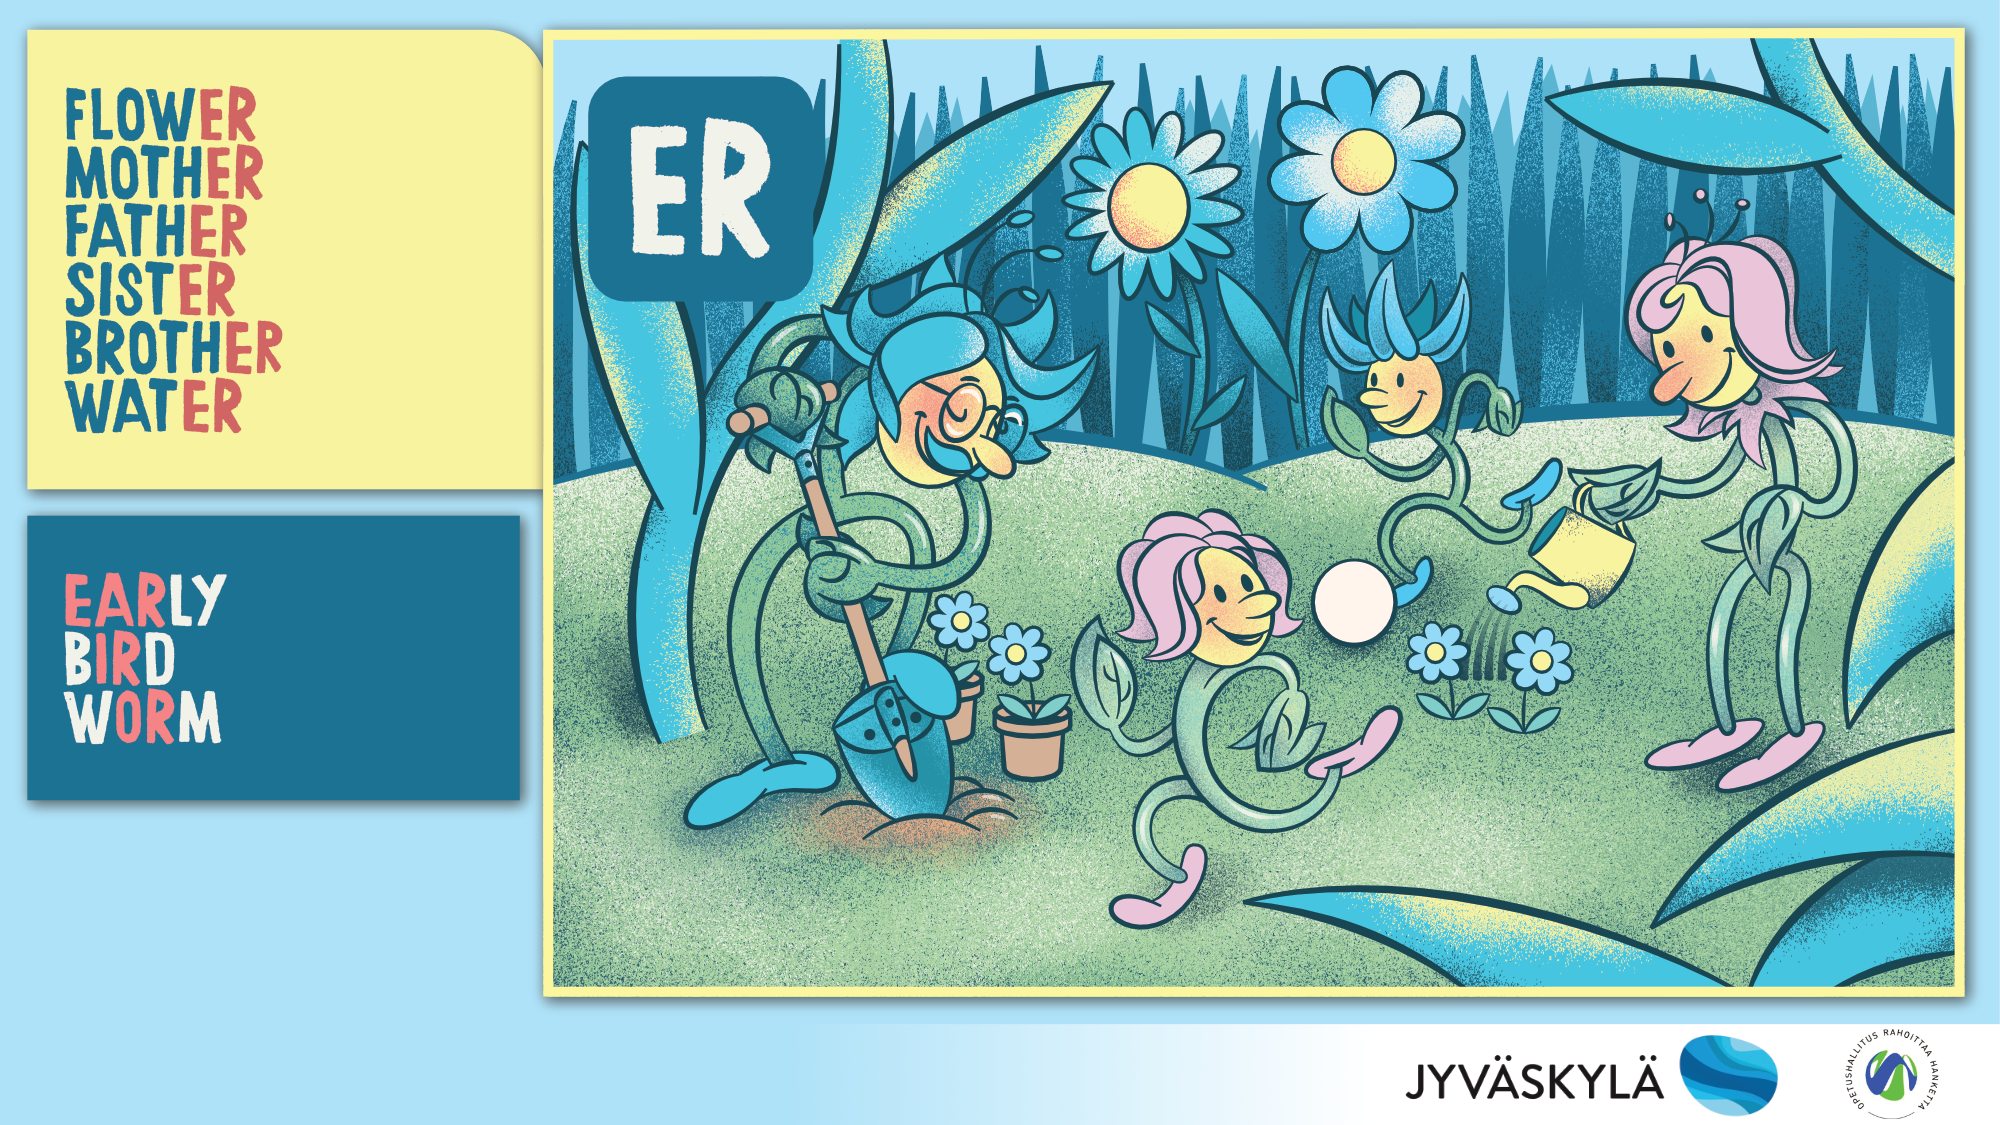 FLOWER
MOTHER
FATHER
SISTER
BROTHER
WATER
EARLY
BIRD
WORM
ER
JYVÄSKYLÄ
OPETUSHALLITUS RAHOITTAA HANKETTA